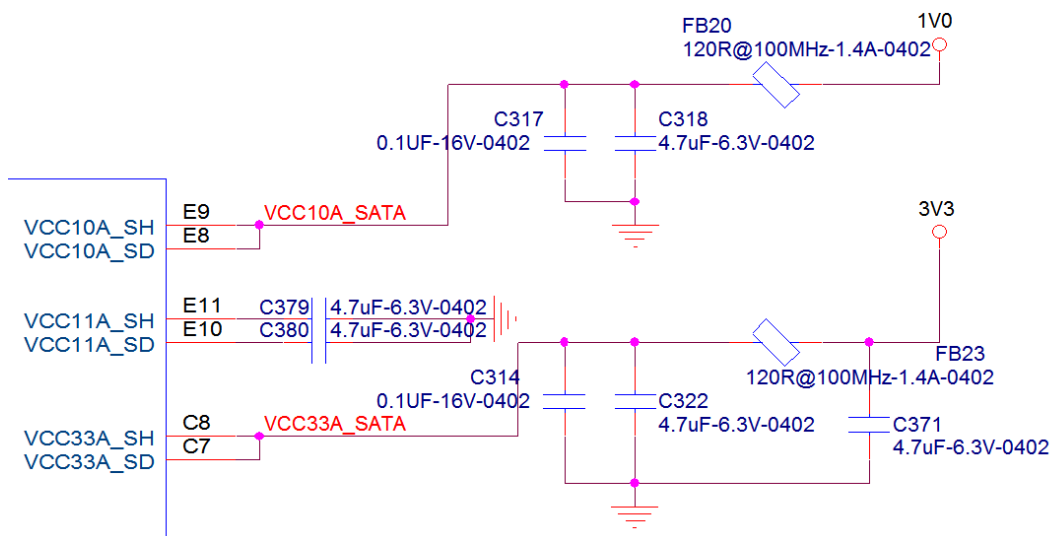 1V0
FB20
120R@100MHz-1.4A-0402
C317
C318
0.1UF-16V-0402
4.7uF-6.3V-0402
3V3
E9
VCC10A_SATA
VCC10A_SH
E8
VCC10A_SD
E11
C379
4.7uF-6.3V-0402
VCC11A_SH
E10
C380
4.7uF-6.3V-0402
VCC11A_SD
FB23
120R@100MHz-1.4A-0402
C314
C322
0.1UF-16V-0402
4.7uF-6.3V-0402
C371
4.7uF-6.3V-0402
C8
VCC33A_SATA
VCC33A_SH
C7
VCC33A_SD